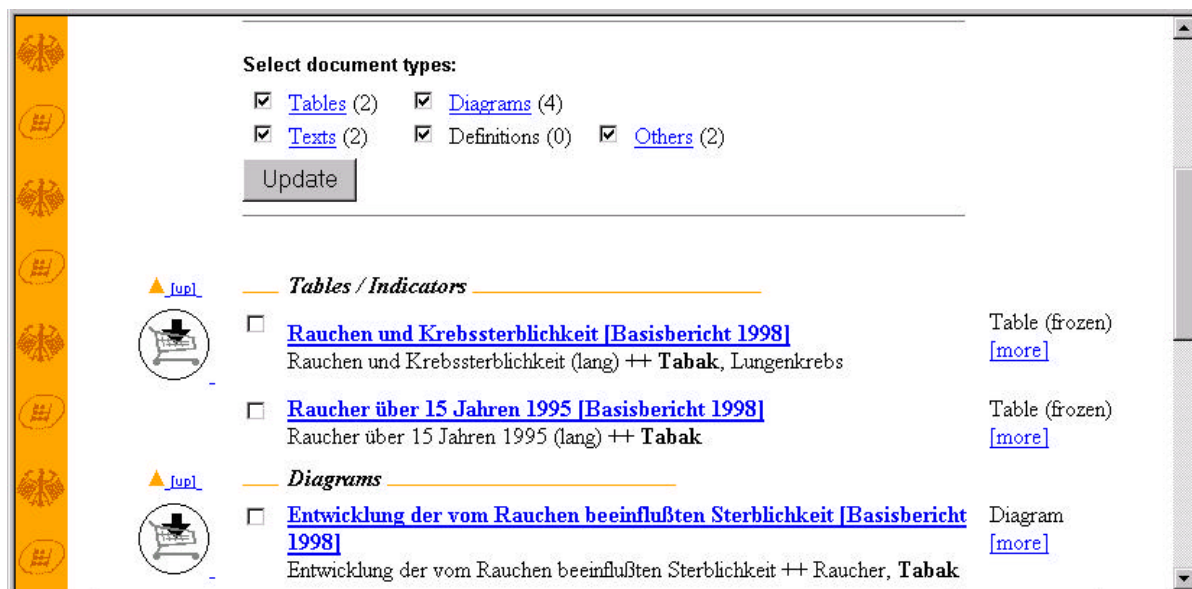 Select document types:
Tables (2) Diagrams (4)
Texts (2) Definitions (0) Others (2)
Update
[up] Tables / Indicators
Rauchen und Krebssterblichkeit [Basisbericht 1998] Table (frozen)
Rauchen und Krebssterblichkeit (lang) ++ Tabak, Lungenkrebs [more]
Raucher über 15 Jahren 1995 [Basisbericht 1998] Table (frozen)
Raucher über 15 Jahren 1995 (lang) ++ Tabak [more]
[up] Diagrams
Entwicklung der vom Rauchen beeinflußten Sterblichkeit [Basisbericht Diagram
1998] [more]
Entwicklung der vom Rauchen beeinflußten Sterblichkeit ++ Raucher, Tabak